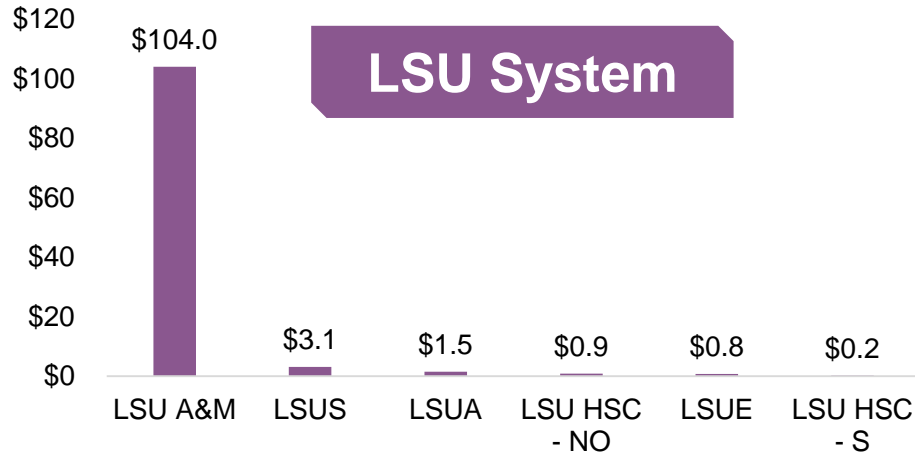 LSU System
$120
$100
$80
$60
$40
$20
$0
$104.0
$3.1
$1.5
$0.9
$0.8
$0.2
LSU A&M
LSUS
LSUA
LSU HSC
- NO
LSUE
LSU HSC
- S